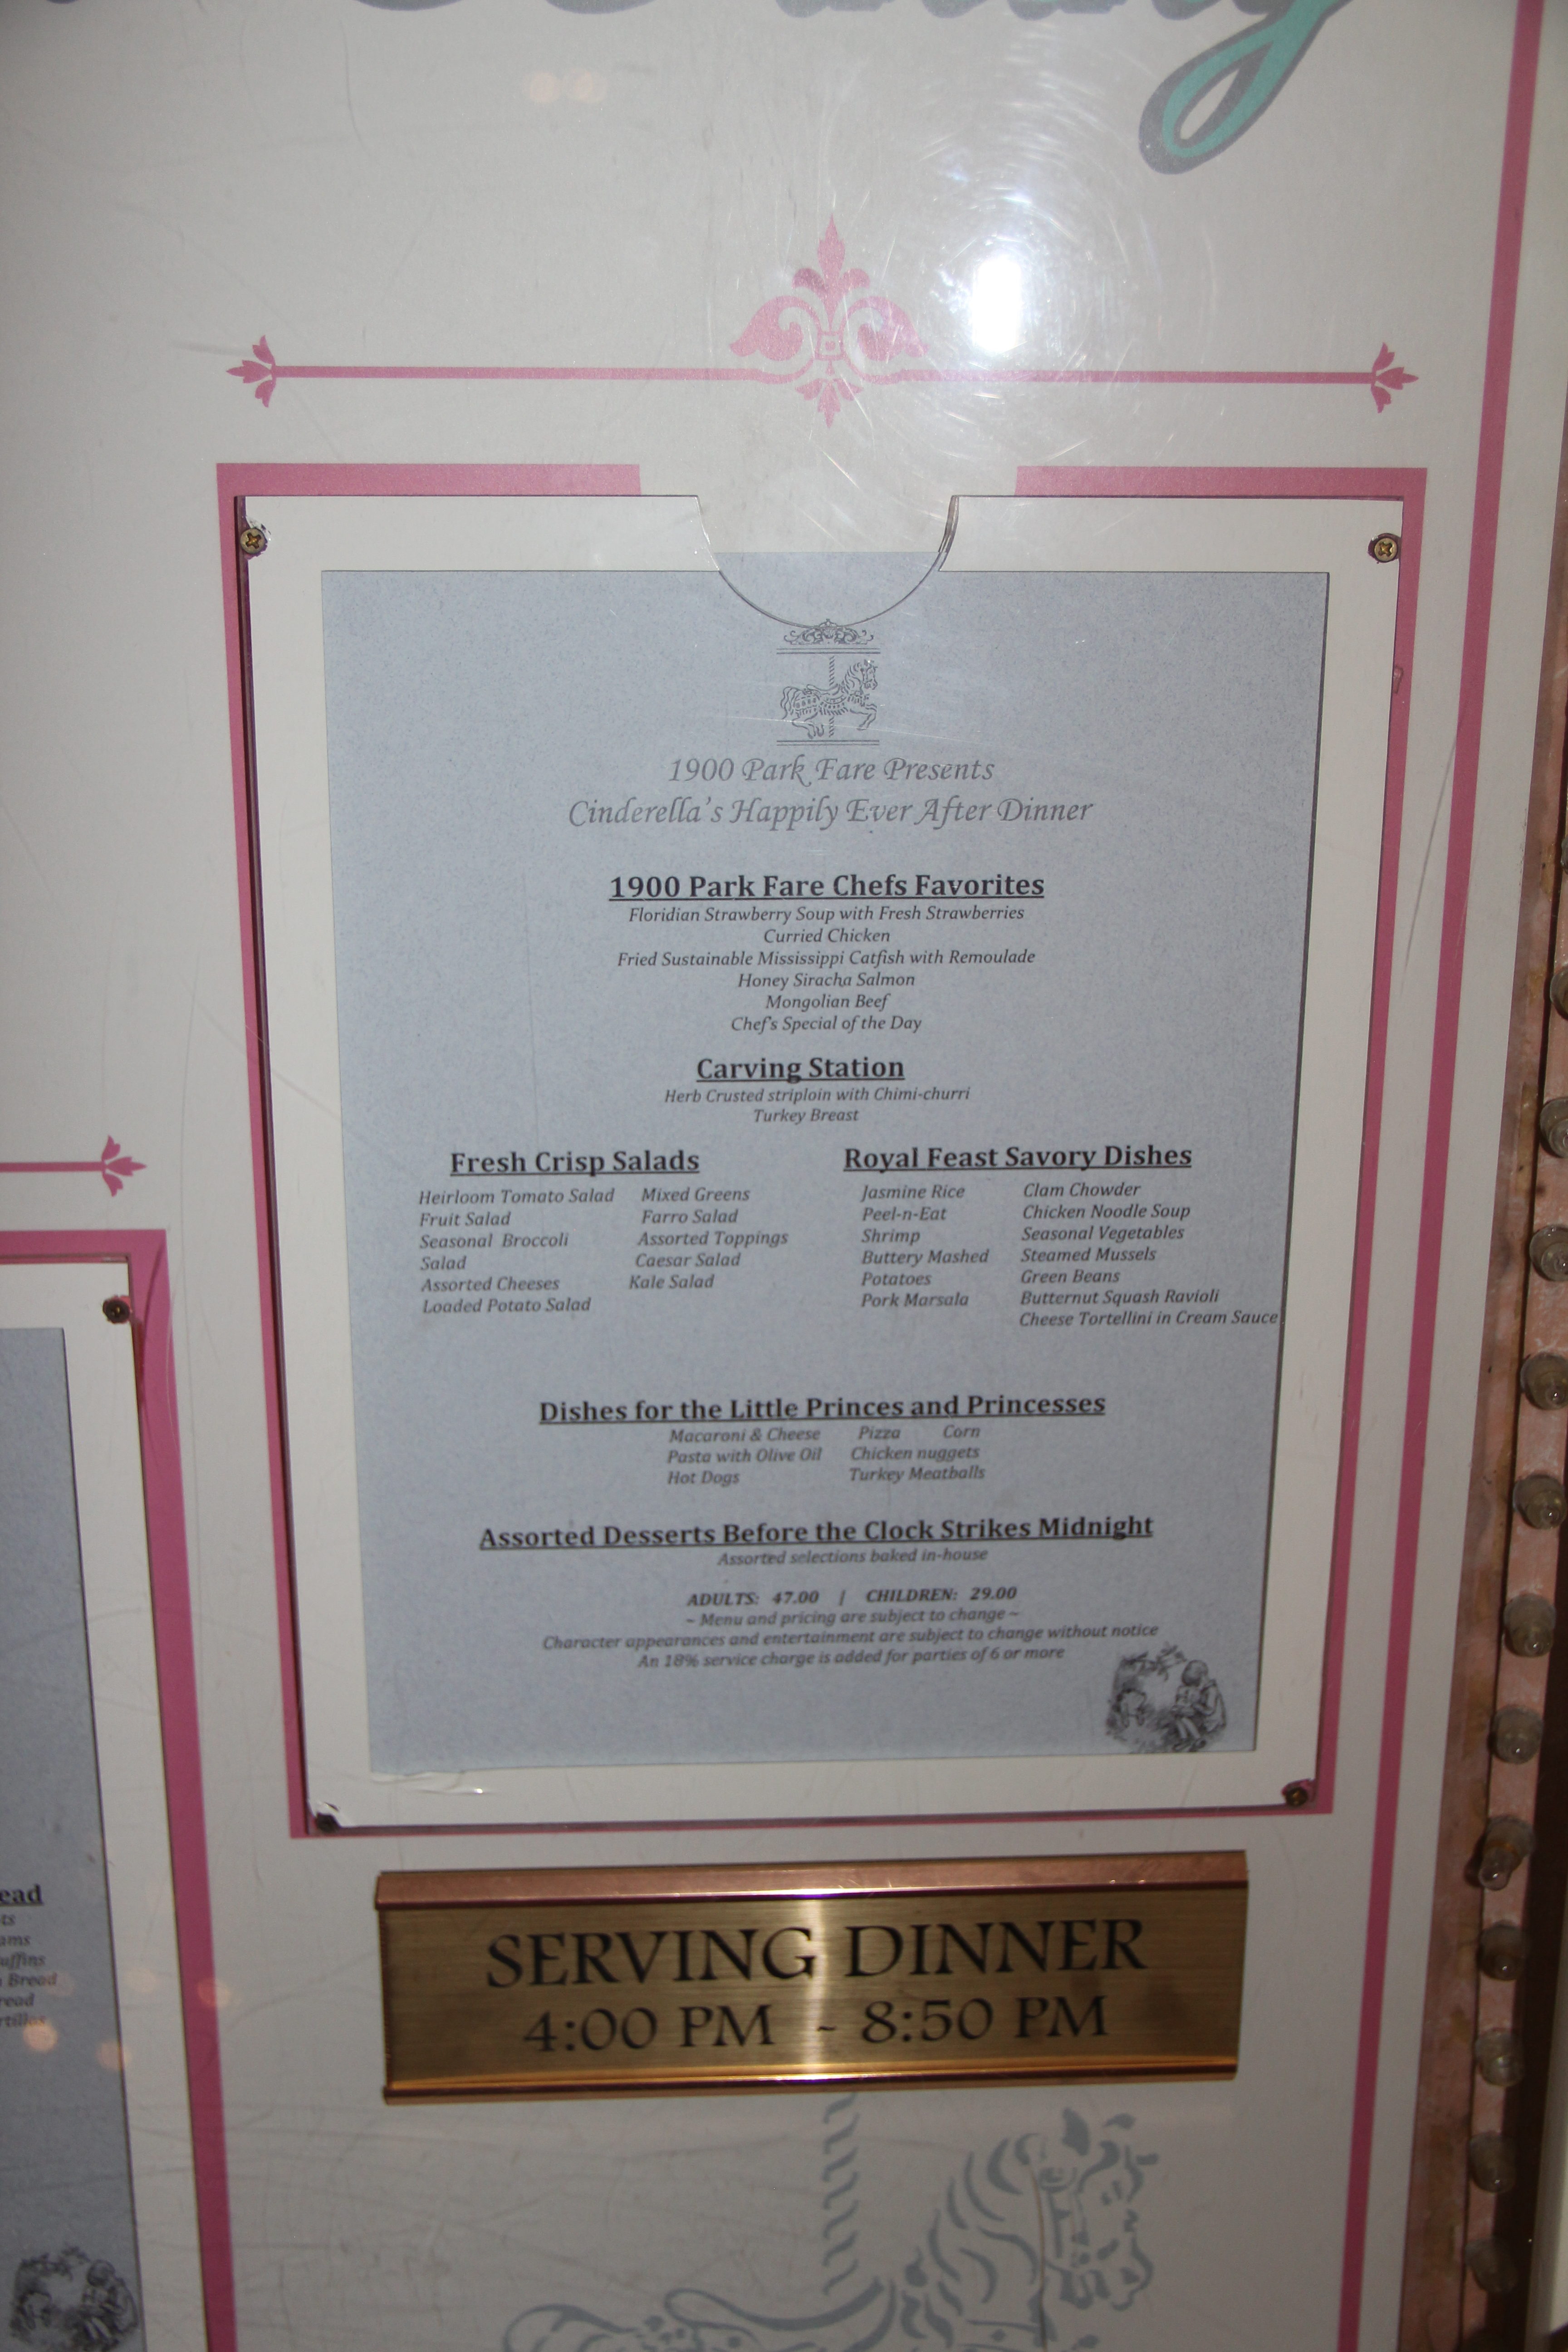 1900 Park Fare Presents
Cinderella's Happily Ever After Dinner
1900 Park Fare Chefs Favorites
Floridian Strawberry Soup with Fresh Strawberries
Curried Chicken
Fried Sustainable Mississippi Catfish with Remoulade
Honey Siracha Salmon
Mongolian Beef
Chef's Special of the Day
Carving Station
Herb Crusted striploin with Chimi-churri
Turkey Breast
Fresh Crisp Salads
Heirloom Tomato Salad
Fruit Salad
Seasonal Broccoli
Salad
Assorted Cheeses
Loaded Potato Salad
Mixed Greens
Farro Salad
Assorted Toppings
Caesar Salad
Kale Salad
Royal Feast Savory Dishes
Jasmine Rice
Peel-n-Eat
Shrimp
Buttery Mashed
Potatoes
Pork Marsala
Clam Chowder
Chicken Noodle Soup
Seasonal Vegetables
Steamed Mussels
Green Beans
Butternut Squash Ravioli
Cheese Tortellini in Cream Sauce
Dishes for the Little Princes and Princesses
Macaroni & Cheese Pizza Corn
Pasta with Olive Oil Chicken nuggets
Hot Dogs Turkey Meatballs
Assorted Desserts Before the Clock Strikes Midnight
Assorted selections baked in-house
ADULTS: 47.00 | CHILDREN: 29.00
~ Menu and pricing are subject to change ~
Character appearances and entertainment are subject to change without notice
An 18% service charge is added for parties of 6 or more
SERVING DINNER
4:00 PM - 8:50 PM
Bread